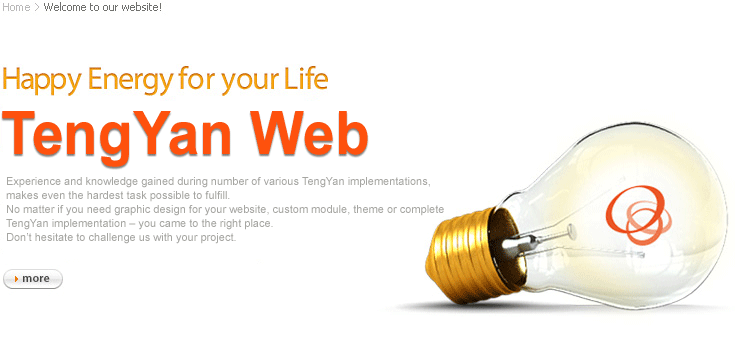 Home > Welcome to our website!
Happy Energy for your Life
TengYan Web
Experience and knowledge gained during number of various TengYan implementations,
makes even the hardest task possible to fulfill.
No matter if you need graphic design for your website, custom module, theme or complete
TengYan implementation – you came to the right place.
Don't hesitate to challenge us with your project.
more